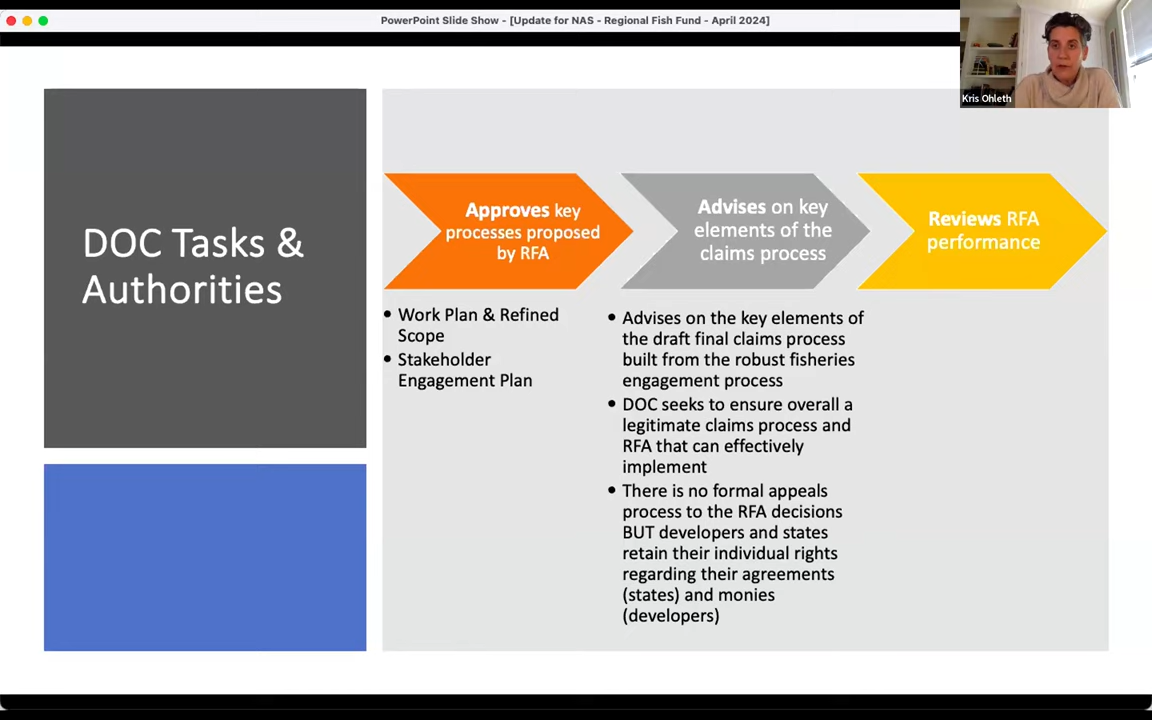 PowerPoint Slide Show - [Update for NAS - Regional Fish Fund - April 2024]
Kris Ohleth
DOC Tasks &
Authorities
Approves key
processes proposed
by RFA
Advises on key
elements of the
claims process
Reviews RFA
performance
• Work Plan & Refined
Scope
• Stakeholder
Engagement Plan
• Advises on the key elements of
the draft final claims process
built from the robust fisheries
engagement process
• DOC seeks to ensure overall a
legitimate claims process and
RFA that can effectively
implement
• There is no formal appeals
process to the RFA decisions
BUT developers and states
retain their individual rights
regarding their agreements
(states) and monies
(developers)